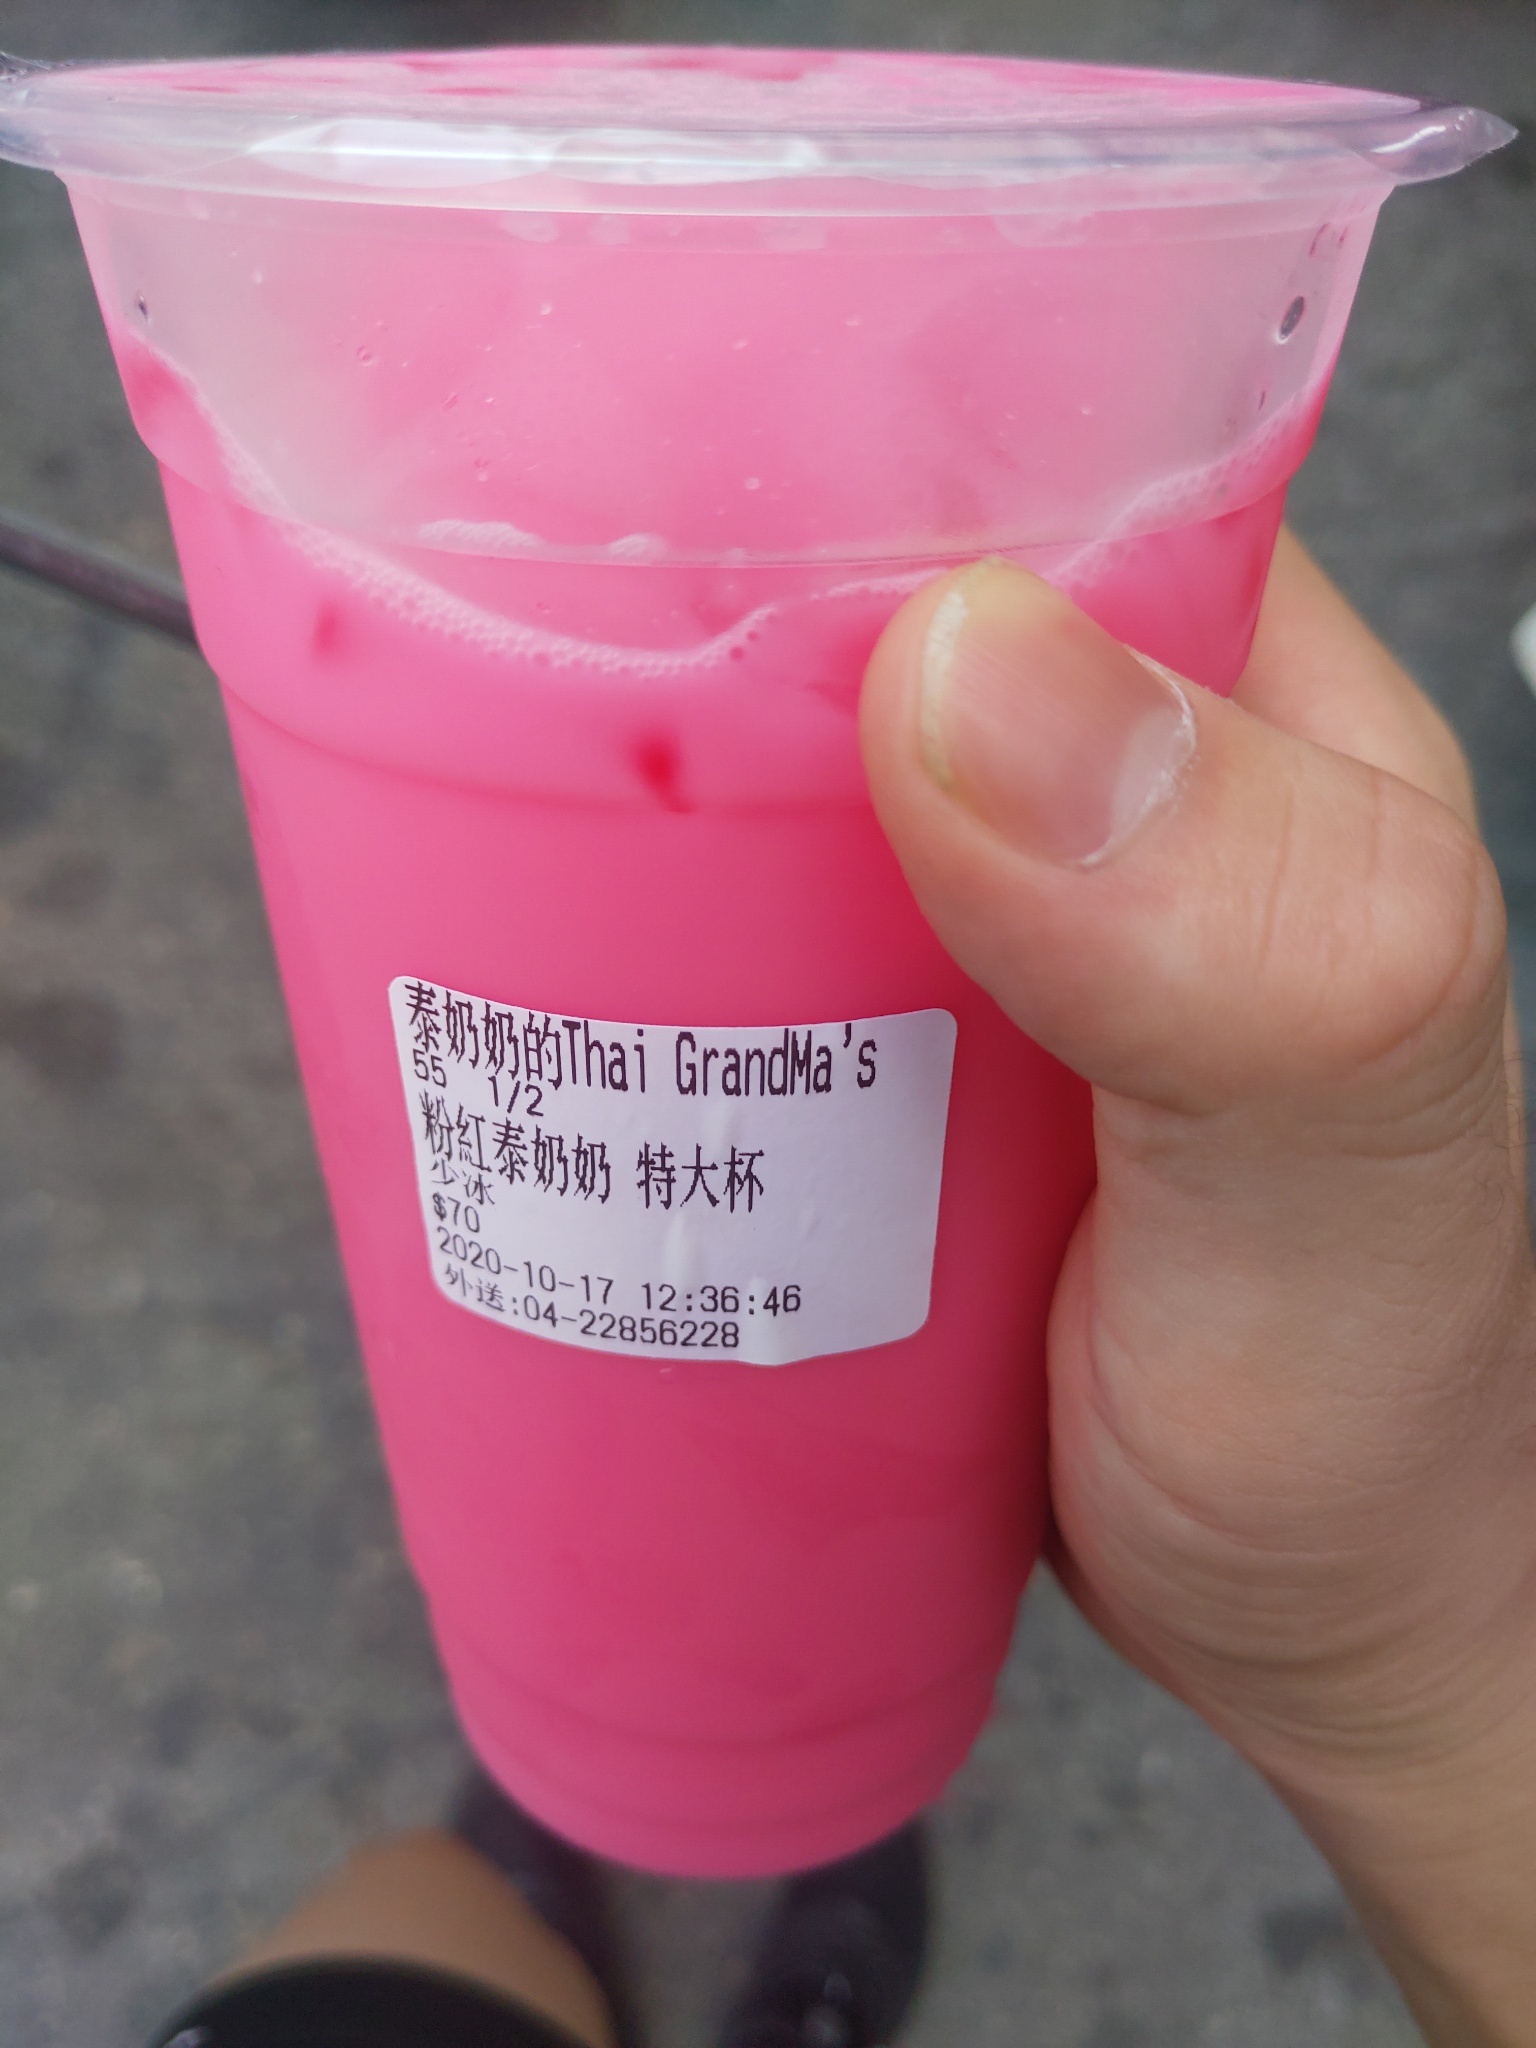 泰奶奶的Thai GrandMa's
55 1/2
粉紅泰奶奶 特大杯
少冰
$70
2020-10-17 12:36:46
外送:04-22856228